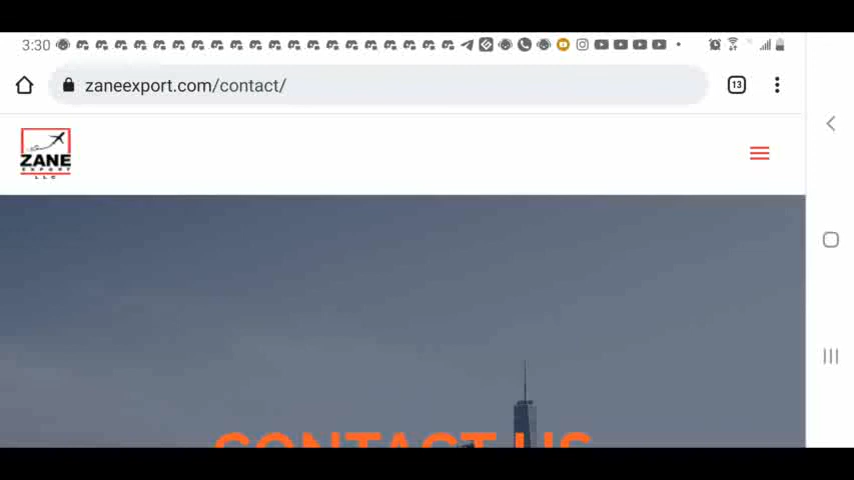 3:30
zaneexport.com/contact/
13
ZANE
EXPORT
LLC
CONTACT US